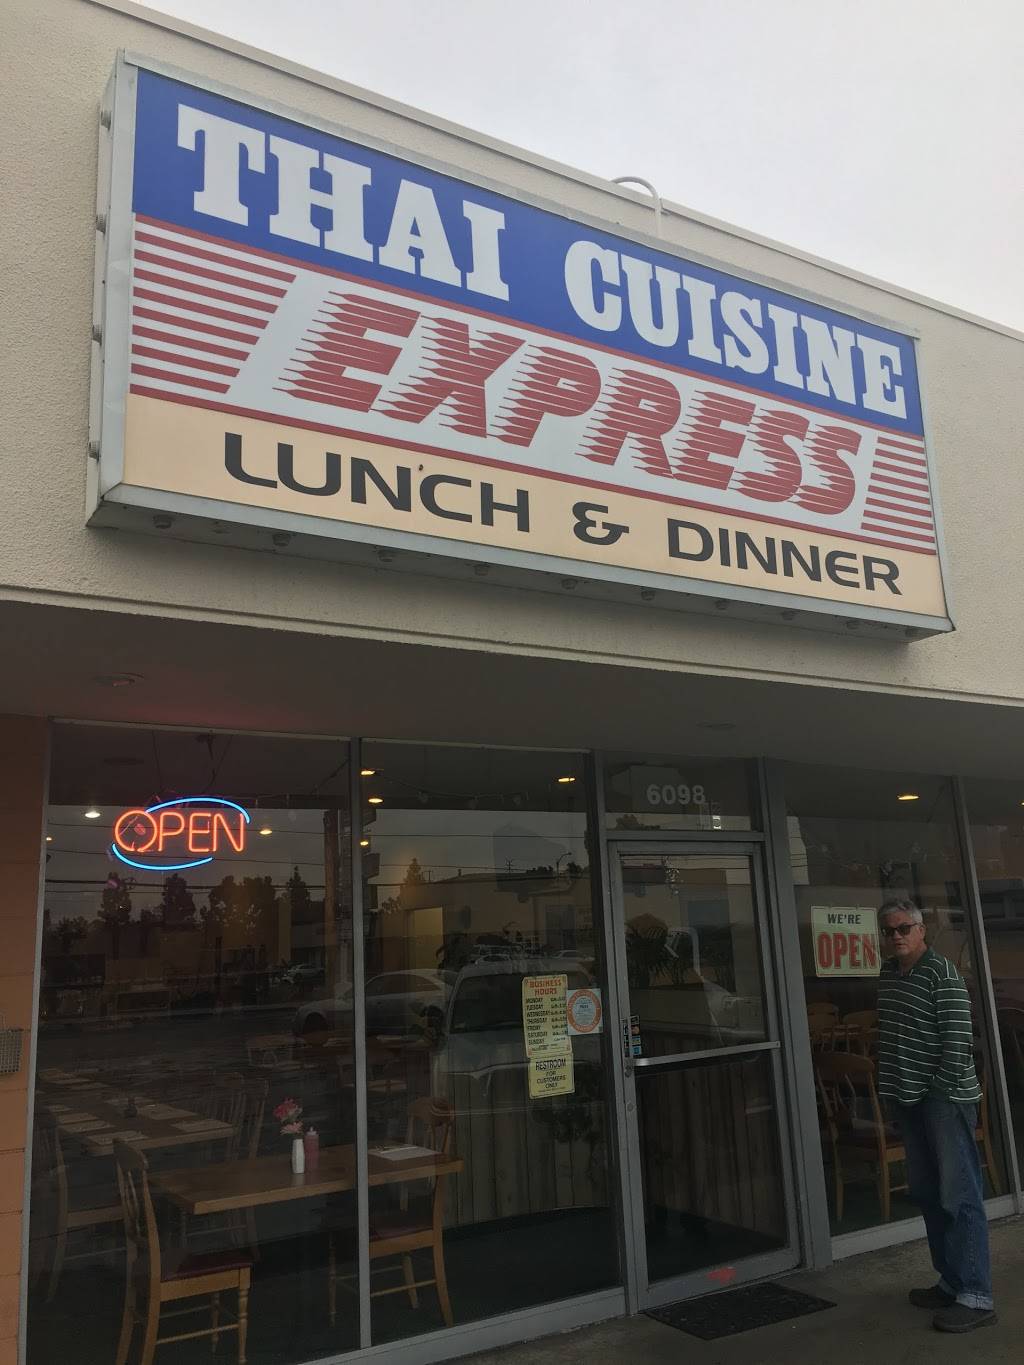 THAI CUISINE
EXPRESS
LUNCH & DINNER
6098
OPEN
WE'RE
OPEN
BUSINESS
HOURS
MONDAY
TUESDAY
WEDNESDAY
THURSDAY
FRIDAY
SATURDAY
SUNDAY
RESTROOM
FOR
CUSTOMERS
ONLY